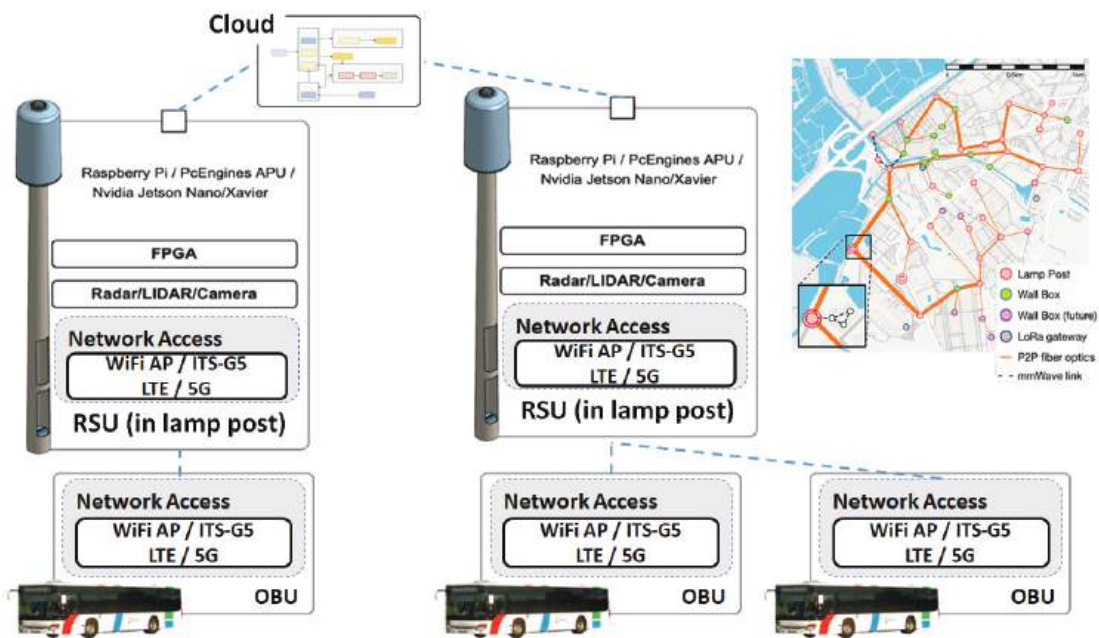 Cloud
Raspberry Pi / PcEngines APU /
Nvidia Jetson Nano/Xavier
FPGA
Radar/LIDAR/Camera
Network Access
WiFi AP / ITS-G5
LTE / 5G
RSU (in lamp post)
Network Access
WiFi AP / ITS-G5
LTE / 5G
OBU
Raspberry Pi / PcEngines APU /
Nvidia Jetson Nano/Xavier
FPGA
Radar/LIDAR/Camera
Network Access
WiFi AP / ITS-G5
LTE / 5G
RSU (in lamp post)
Network Access
WiFi AP / ITS-G5
LTE / 5G
OBU
Network Access
WiFi AP / ITS-G5
LTE / 5G
OBU
Lamp Post
Wall Box
Wall Box (future)
LoRa gateway
P2P fiber optics
mmWave link